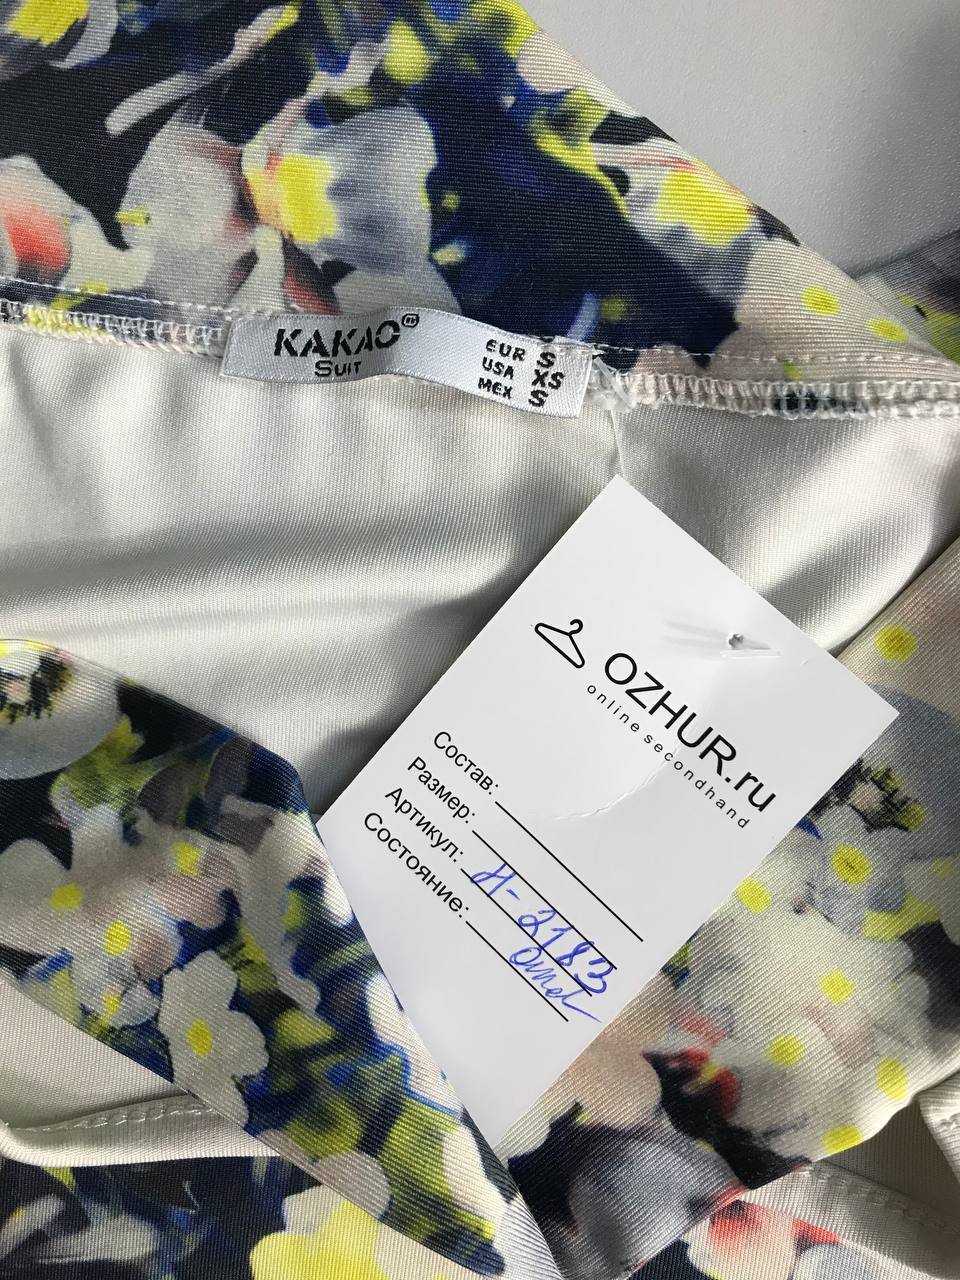 KAKAO®
SUIT
EUR S
USA XS
MEX S
OZHUR.ru
online secondhand
Состав:
Размер:
Артикул: Н-2183
Состояние: